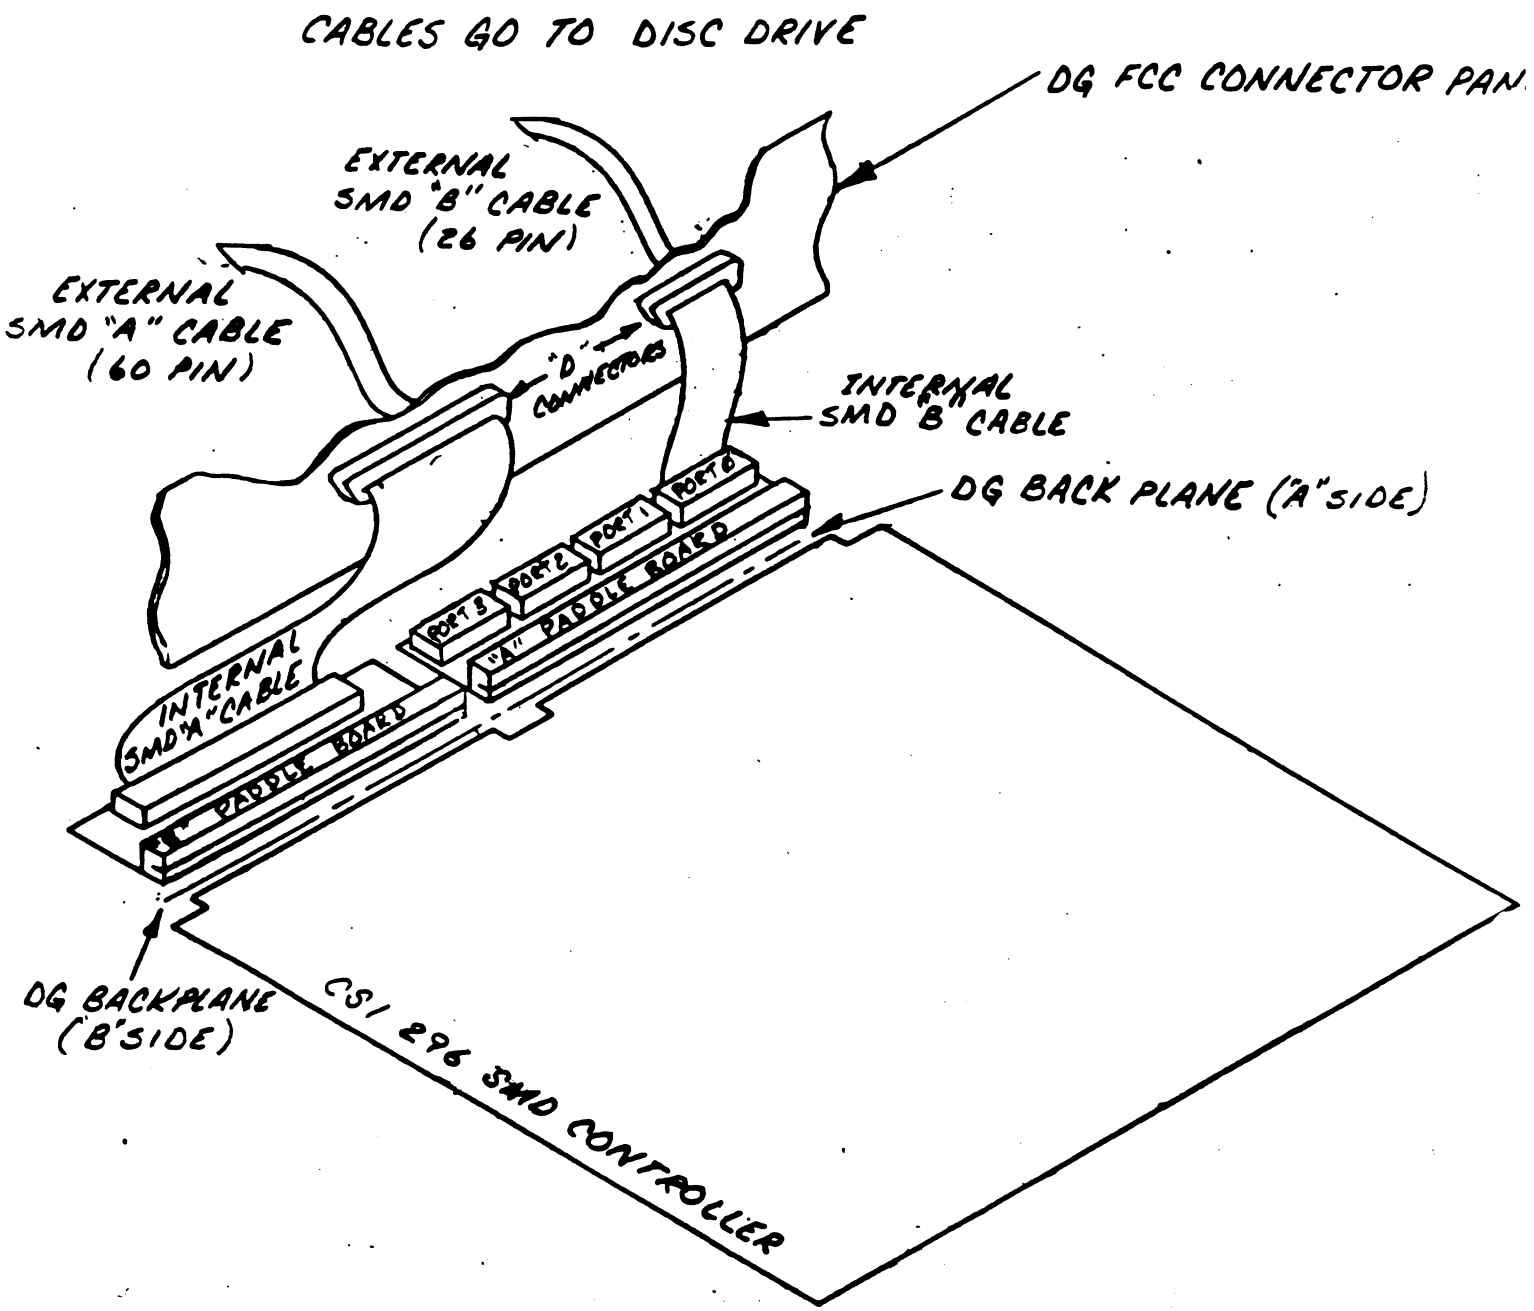 CABLES GO TO DISC DRIVE
DG FCC CONNECTOR PAN
EXTERNAL
SMD "B" CABLE
(26 PIN)
EXTERNAL
SMD "A" CABLE
(60 PIN)
"D"
CONNECTORS
INTERNAL
SMD "B" CABLE
DG BACK PLANE ("A" SIDE)
PORT 0
PORT 1
PORT 2
PORT 3
"A" PADDLE BOARD
INTERNAL
SMD "A" CABLE
"B" PADDLE BOARD
DG BACKPLANE
("B" SIDE)
CSI 296 SMD CONTROLLER